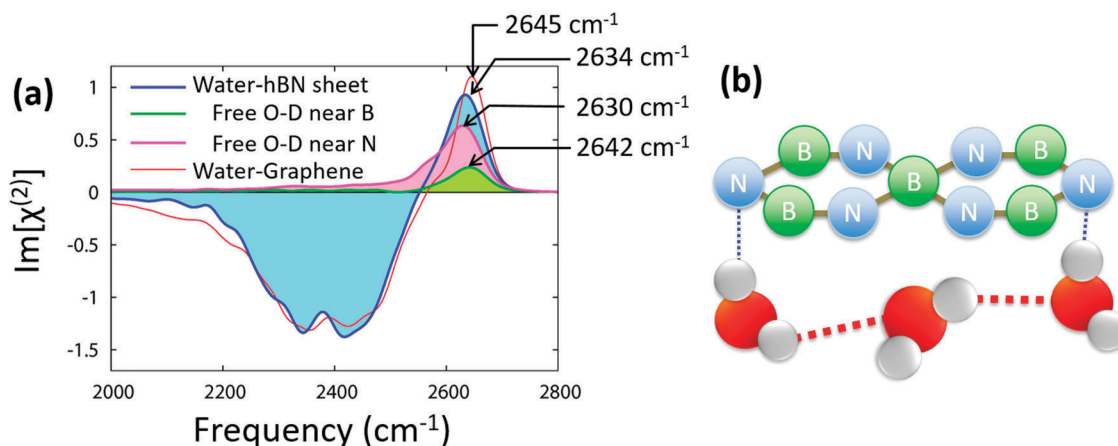 (a)
2645 cm⁻¹
2634 cm⁻¹
2630 cm⁻¹
2642 cm⁻¹
Water-hBN sheet
Free O-D near B
Free O-D near N
Water-Graphene
Im[χ⁽²⁾]
1
0.5
0
-0.5
-1
-1.5
2000
2200
2400
2600
2800
Frequency (cm⁻¹)
(b)
B
N
N
B
N
B
N
B
N
N
B